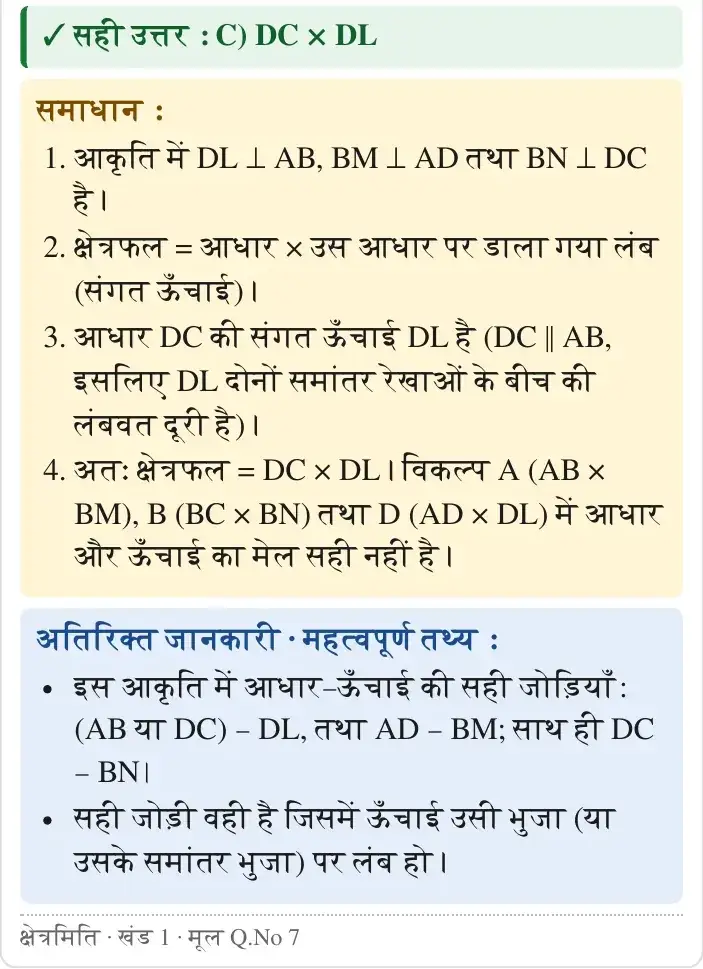 ✓ सही उत्तर : C) DC × DL
समाधान :
1. आकृति में DL ⊥ AB, BM ⊥ AD तथा BN ⊥ DC
है।
2. क्षेत्रफल = आधार × उस आधार पर डाला गया लंब
(संगत ऊँचाई)।
3. आधार DC की संगत ऊँचाई DL है (DC ∥ AB,
इसलिए DL दोनों समांतर रेखाओं के बीच की
लंबवत दूरी है)।
4. अतः क्षेत्रफल = DC × DL। विकल्प A (AB ×
BM), B (BC × BN) तथा D (AD × DL) में आधार
और ऊँचाई का मेल सही नहीं है।
अतिरिक्त जानकारी · महत्वपूर्ण तथ्य :
• इस आकृति में आधार–ऊँचाई की सही जोड़ियाँ:
(AB या DC) – DL, तथा AD – BM; साथ ही DC
– BN।
• सही जोड़ी वही है जिसमें ऊँचाई उसी भुजा (या
उसके समांतर भुजा) पर लंब हो।
क्षेत्रमिति · खंड 1 · मूल Q.No 7